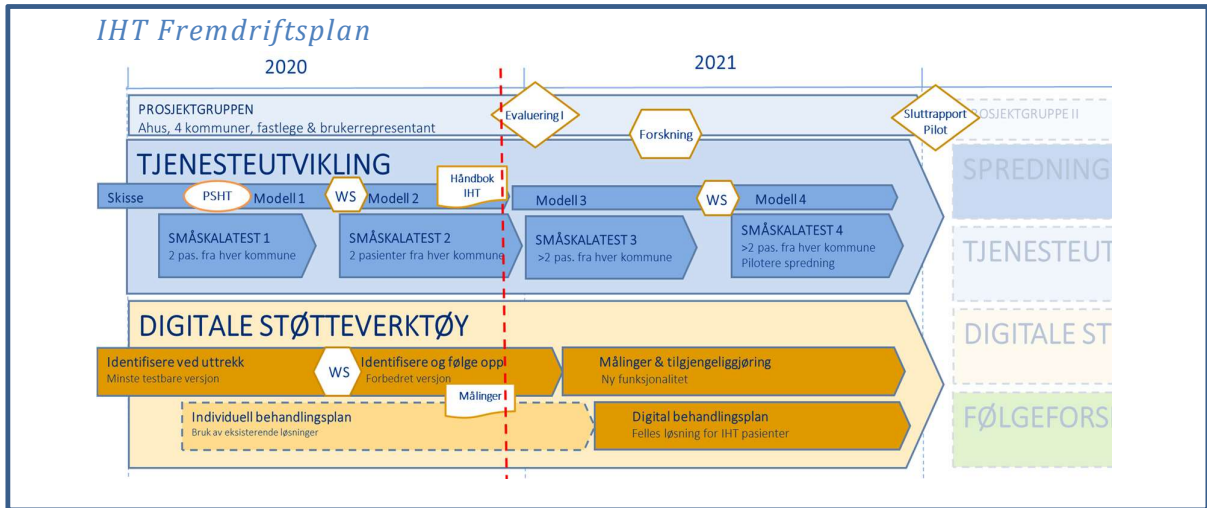 IHT Fremdriftsplan
2020
2021
PROSJEKTGRUPPEN
Ahus, 4 kommuner, fastlege & brukerrepresentant
Evaluering I
Forskning
Sluttrapport
Pilot
ROSJEKTGRUPPE II
TJENESTEUTVIKLING
Skisse
PSHT
Modell 1
WS
Modell 2
Håndbok
IHT
Modell 3
WS
Modell 4
SMÅSKALATEST 1
2 pas. fra hver kommune
SMÅSKALATEST 2
2 pasienter fra hver kommune
SMÅSKALATEST 3
>2 pas. fra hver kommune
SMÅSKALATEST 4
>2 pas. fra hver kommune
Pilotere spredning
SPREDNING
TJENESTEUT
DIGITALE STØTTEVERKTØY
Identifisere ved uttrekk
Minste testbare versjon
WS
Identifisere og følge opp
Forbedret versjon
Målinger & tilgjengeliggjøring
Ny funksjonalitet
Målinger
Individuell behandlingsplan
Bruk av eksisterende løsninger
Digital behandlingsplan
Felles løsning for IHT pasienter
DIGITALE ST
FØLGEFORS